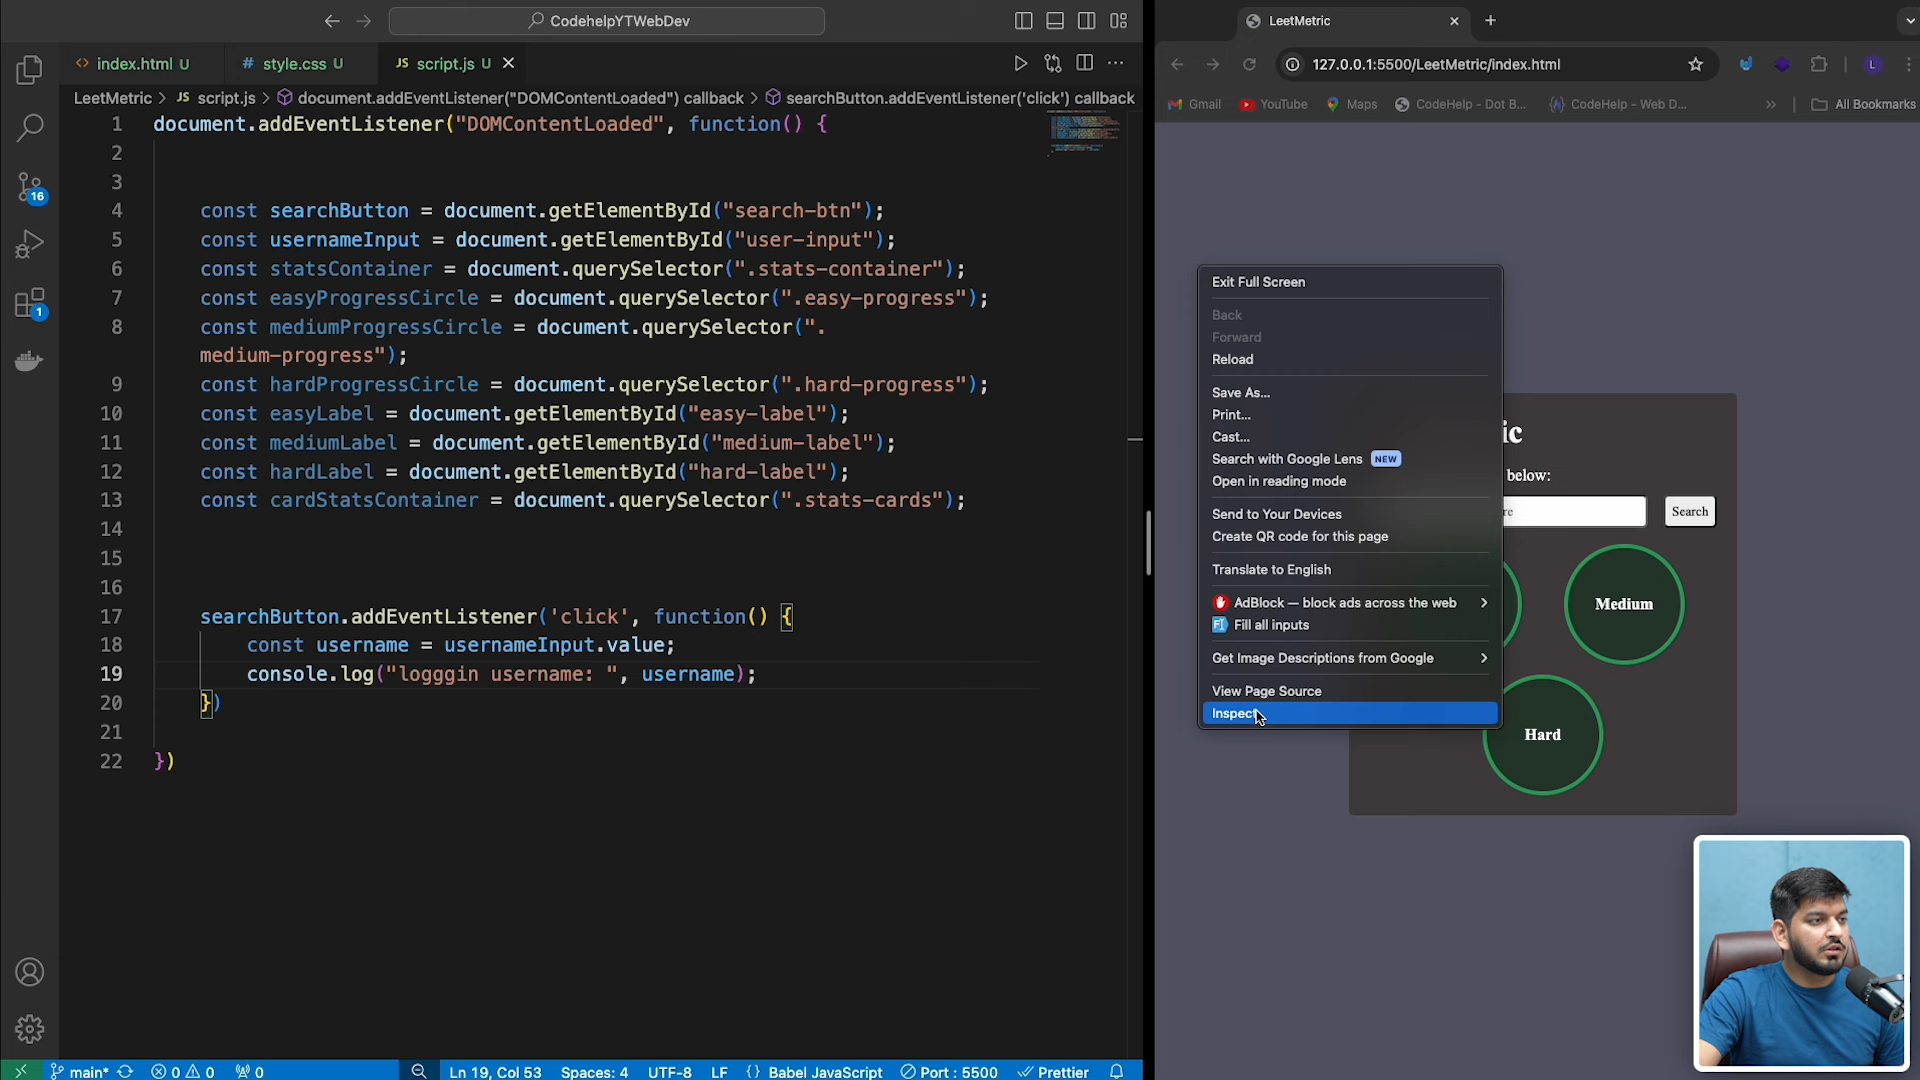 CodehelpYTWebDev
index.html U
# style.css U
JS script.js U
LeetMetric > JS script.js > document.addEventListener("DOMContentLoaded") callback > searchButton.addEventListener('click') callback
1 document.addEventListener("DOMContentLoaded", function() {
2
3
4 const searchButton = document.getElementById("search-btn");
5 const usernameInput = document.getElementById("user-input");
6 const statsContainer = document.querySelector(".stats-container");
7 const easyProgressCircle = document.querySelector(".easy-progress");
8 const mediumProgressCircle = document.querySelector(".
medium-progress");
9 const hardProgressCircle = document.querySelector(".hard-progress");
10 const easyLabel = document.getElementById("easy-label");
11 const mediumLabel = document.getElementById("medium-label");
12 const hardLabel = document.getElementById("hard-label");
13 const cardStatsContainer = document.querySelector(".stats-cards");
14
15
16
17 searchButton.addEventListener('click', function() {
18 const username = usernameInput.value;
19 console.log("logggin username: ", username);
20 })
21
22 })
16
1
main*
0 0
0
Ln 19, Col 53
Spaces: 4
UTF-8
LF
{} Babel JavaScript
Port : 5500
Prettier
LeetMetric
127.0.0.1:5500/LeetMetric/index.html
L
Gmail
YouTube
Maps
CodeHelp - Dot B...
CodeHelp - Web D...
All Bookmarks
Exit Full Screen
Back
Forward
Reload
Save As...
Print...
Cast...
Search with Google Lens NEW
Open in reading mode
Send to Your Devices
Create QR code for this page
Translate to English
AdBlock — block ads across the web
Fill all inputs
Get Image Descriptions from Google
View Page Source
Inspect
ic
below:
re
Search
Medium
Hard